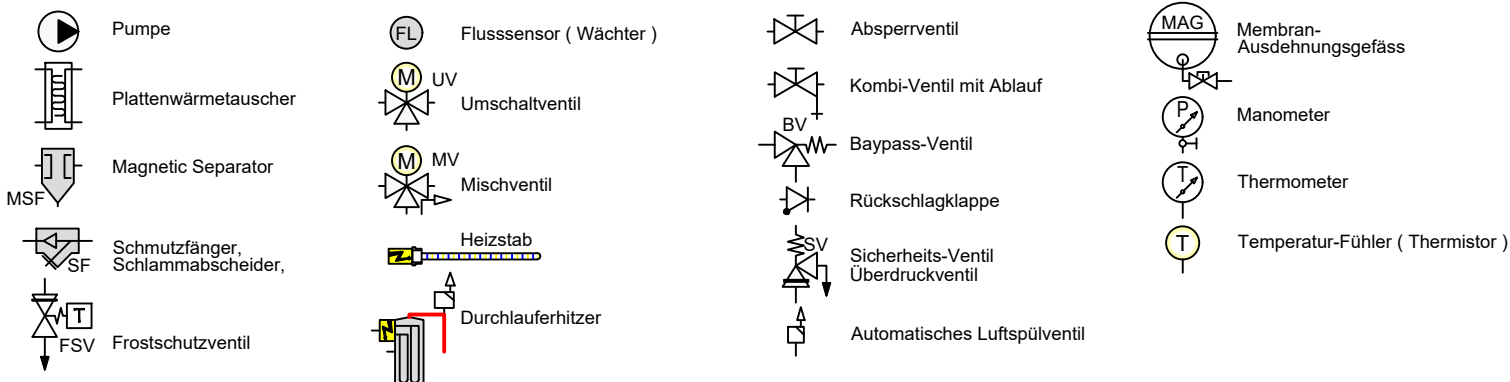 Pumpe
Plattenwärmetauscher
Magnetic Separator
MSF
Schmutzfänger,
Schlammabscheider,
SF
T
FSV
Frostschutzventil
FL
Flusssensor ( Wächter )
M
UV
Umschaltventil
M
MV
Mischventil
Heizstab
Durchlauferhitzer
Absperrventil
Kombi-Ventil mit Ablauf
BV
Baypass-Ventil
Rückschlagklappe
SV
Sicherheits-Ventil
Überdruckventil
Automatisches Luftspülventil
MAG
Membran-
Ausdehnungsgefäss
P
Manometer
T
Thermometer
T
Temperatur-Fühler ( Thermistor )